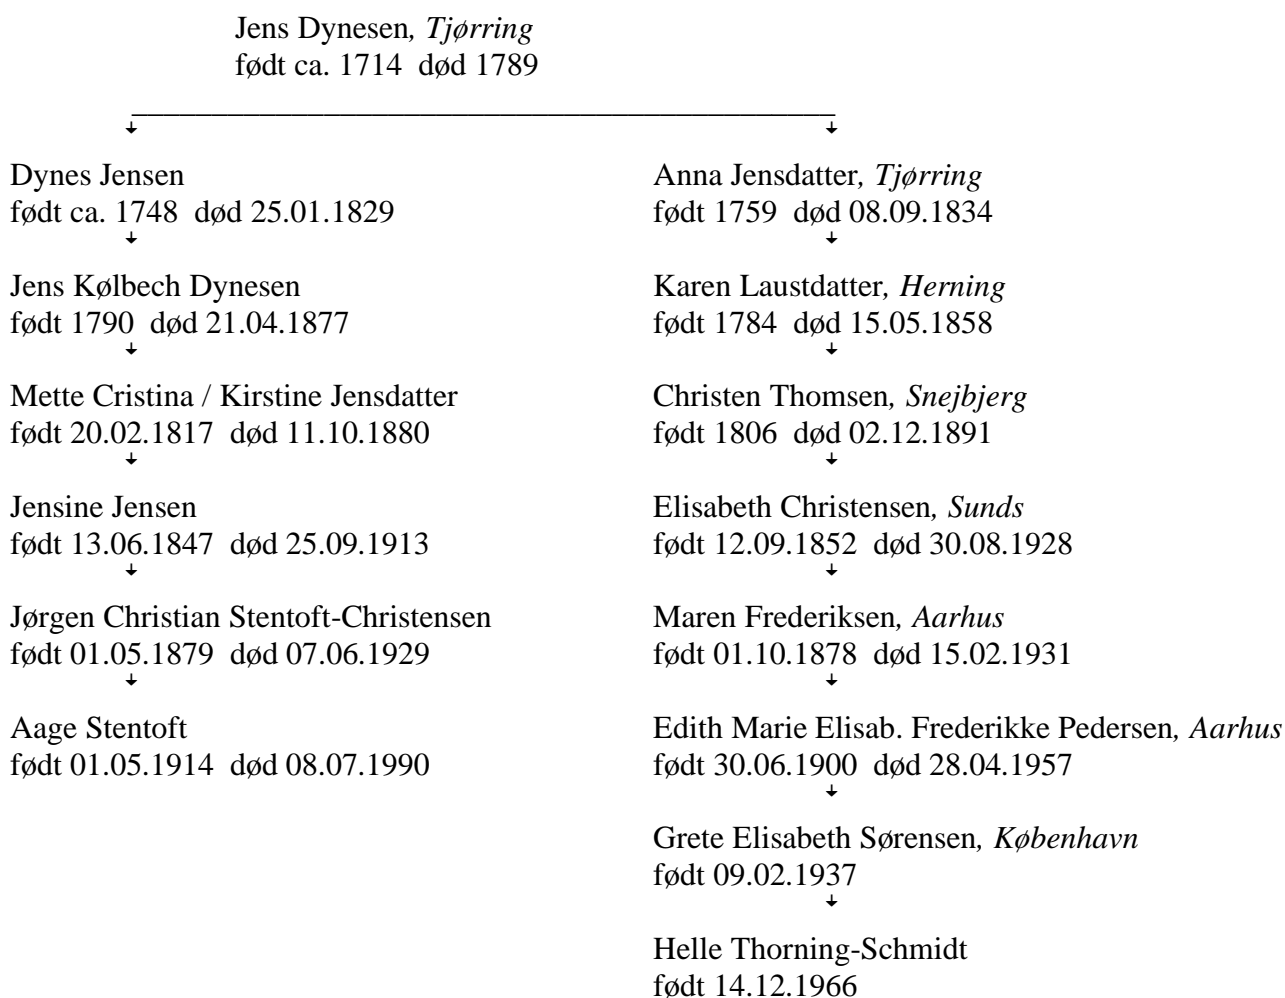 Jens Dynesen, Tjørring
født ca. 1714  død 1789
Dynes Jensen
født ca. 1748  død 25.01.1829
Jens Kølbech Dynesen
født 1790  død 21.04.1877
Mette Cristina / Kirstine Jensdatter
født 20.02.1817  død 11.10.1880
Jensine Jensen
født 13.06.1847  død 25.09.1913
Jørgen Christian Stentoft-Christensen
født 01.05.1879  død 07.06.1929
Aage Stentoft
født 01.05.1914  død 08.07.1990
Anna Jensdatter, Tjørring
født 1759  død 08.09.1834
Karen Laustdatter, Herning
født 1784  død 15.05.1858
Christen Thomsen, Snejbjerg
født 1806  død 02.12.1891
Elisabeth Christensen, Sunds
født 12.09.1852  død 30.08.1928
Maren Frederiksen, Aarhus
født 01.10.1878  død 15.02.1931
Edith Marie Elisab. Frederikke Pedersen, Aarhus
født 30.06.1900  død 28.04.1957
Grete Elisabeth Sørensen, København
født 09.02.1937
Helle Thorning-Schmidt
født 14.12.1966